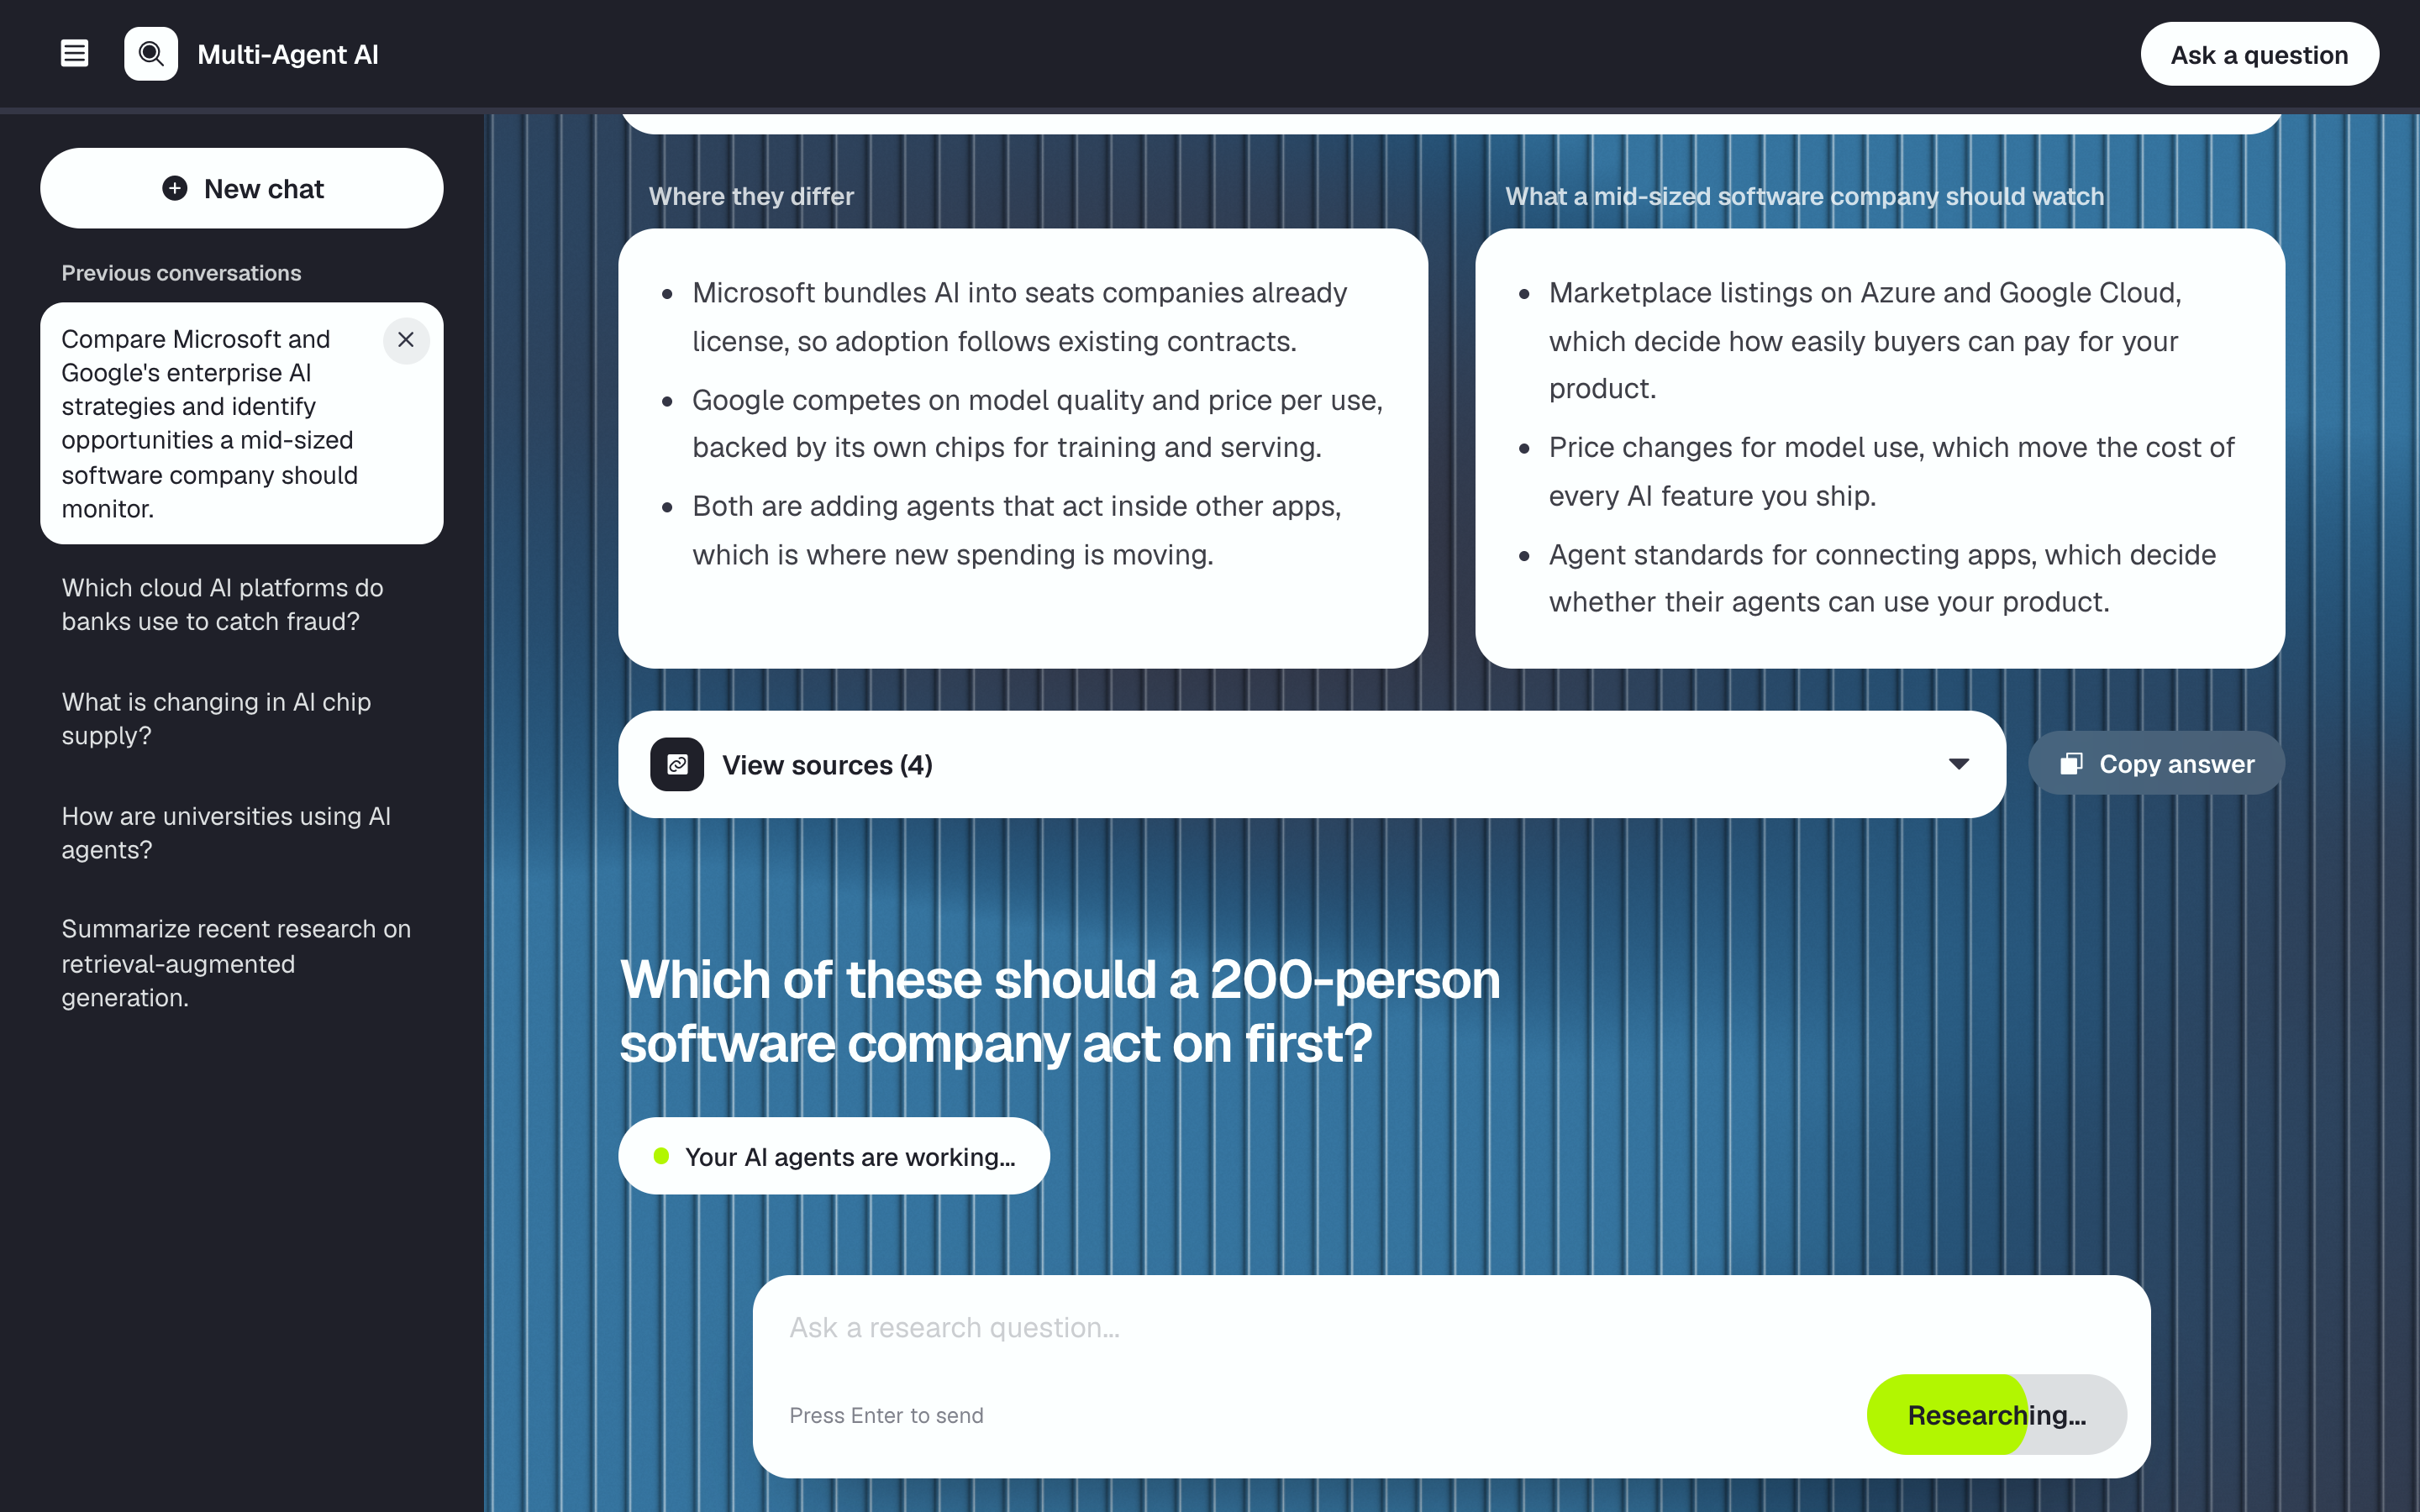 Multi-Agent AI
Ask a question
New chat
Previous conversations
Compare Microsoft and
Google's enterprise AI
strategies and identify
opportunities a mid-sized
software company should
monitor.
Which cloud AI platforms do
banks use to catch fraud?
What is changing in AI chip
supply?
How are universities using AI
agents?
Summarize recent research on
retrieval-augmented
generation.
Where they differ
Microsoft bundles AI into seats companies already
license, so adoption follows existing contracts.
Google competes on model quality and price per use,
backed by its own chips for training and serving.
Both are adding agents that act inside other apps,
which is where new spending is moving.
What a mid-sized software company should watch
Marketplace listings on Azure and Google Cloud,
which decide how easily buyers can pay for your
product.
Price changes for model use, which move the cost of
every AI feature you ship.
Agent standards for connecting apps, which decide
whether their agents can use your product.
View sources (4)
Copy answer
Which of these should a 200-person
software company act on first?
Your AI agents are working...
Ask a research question...
Press Enter to send
Researching...